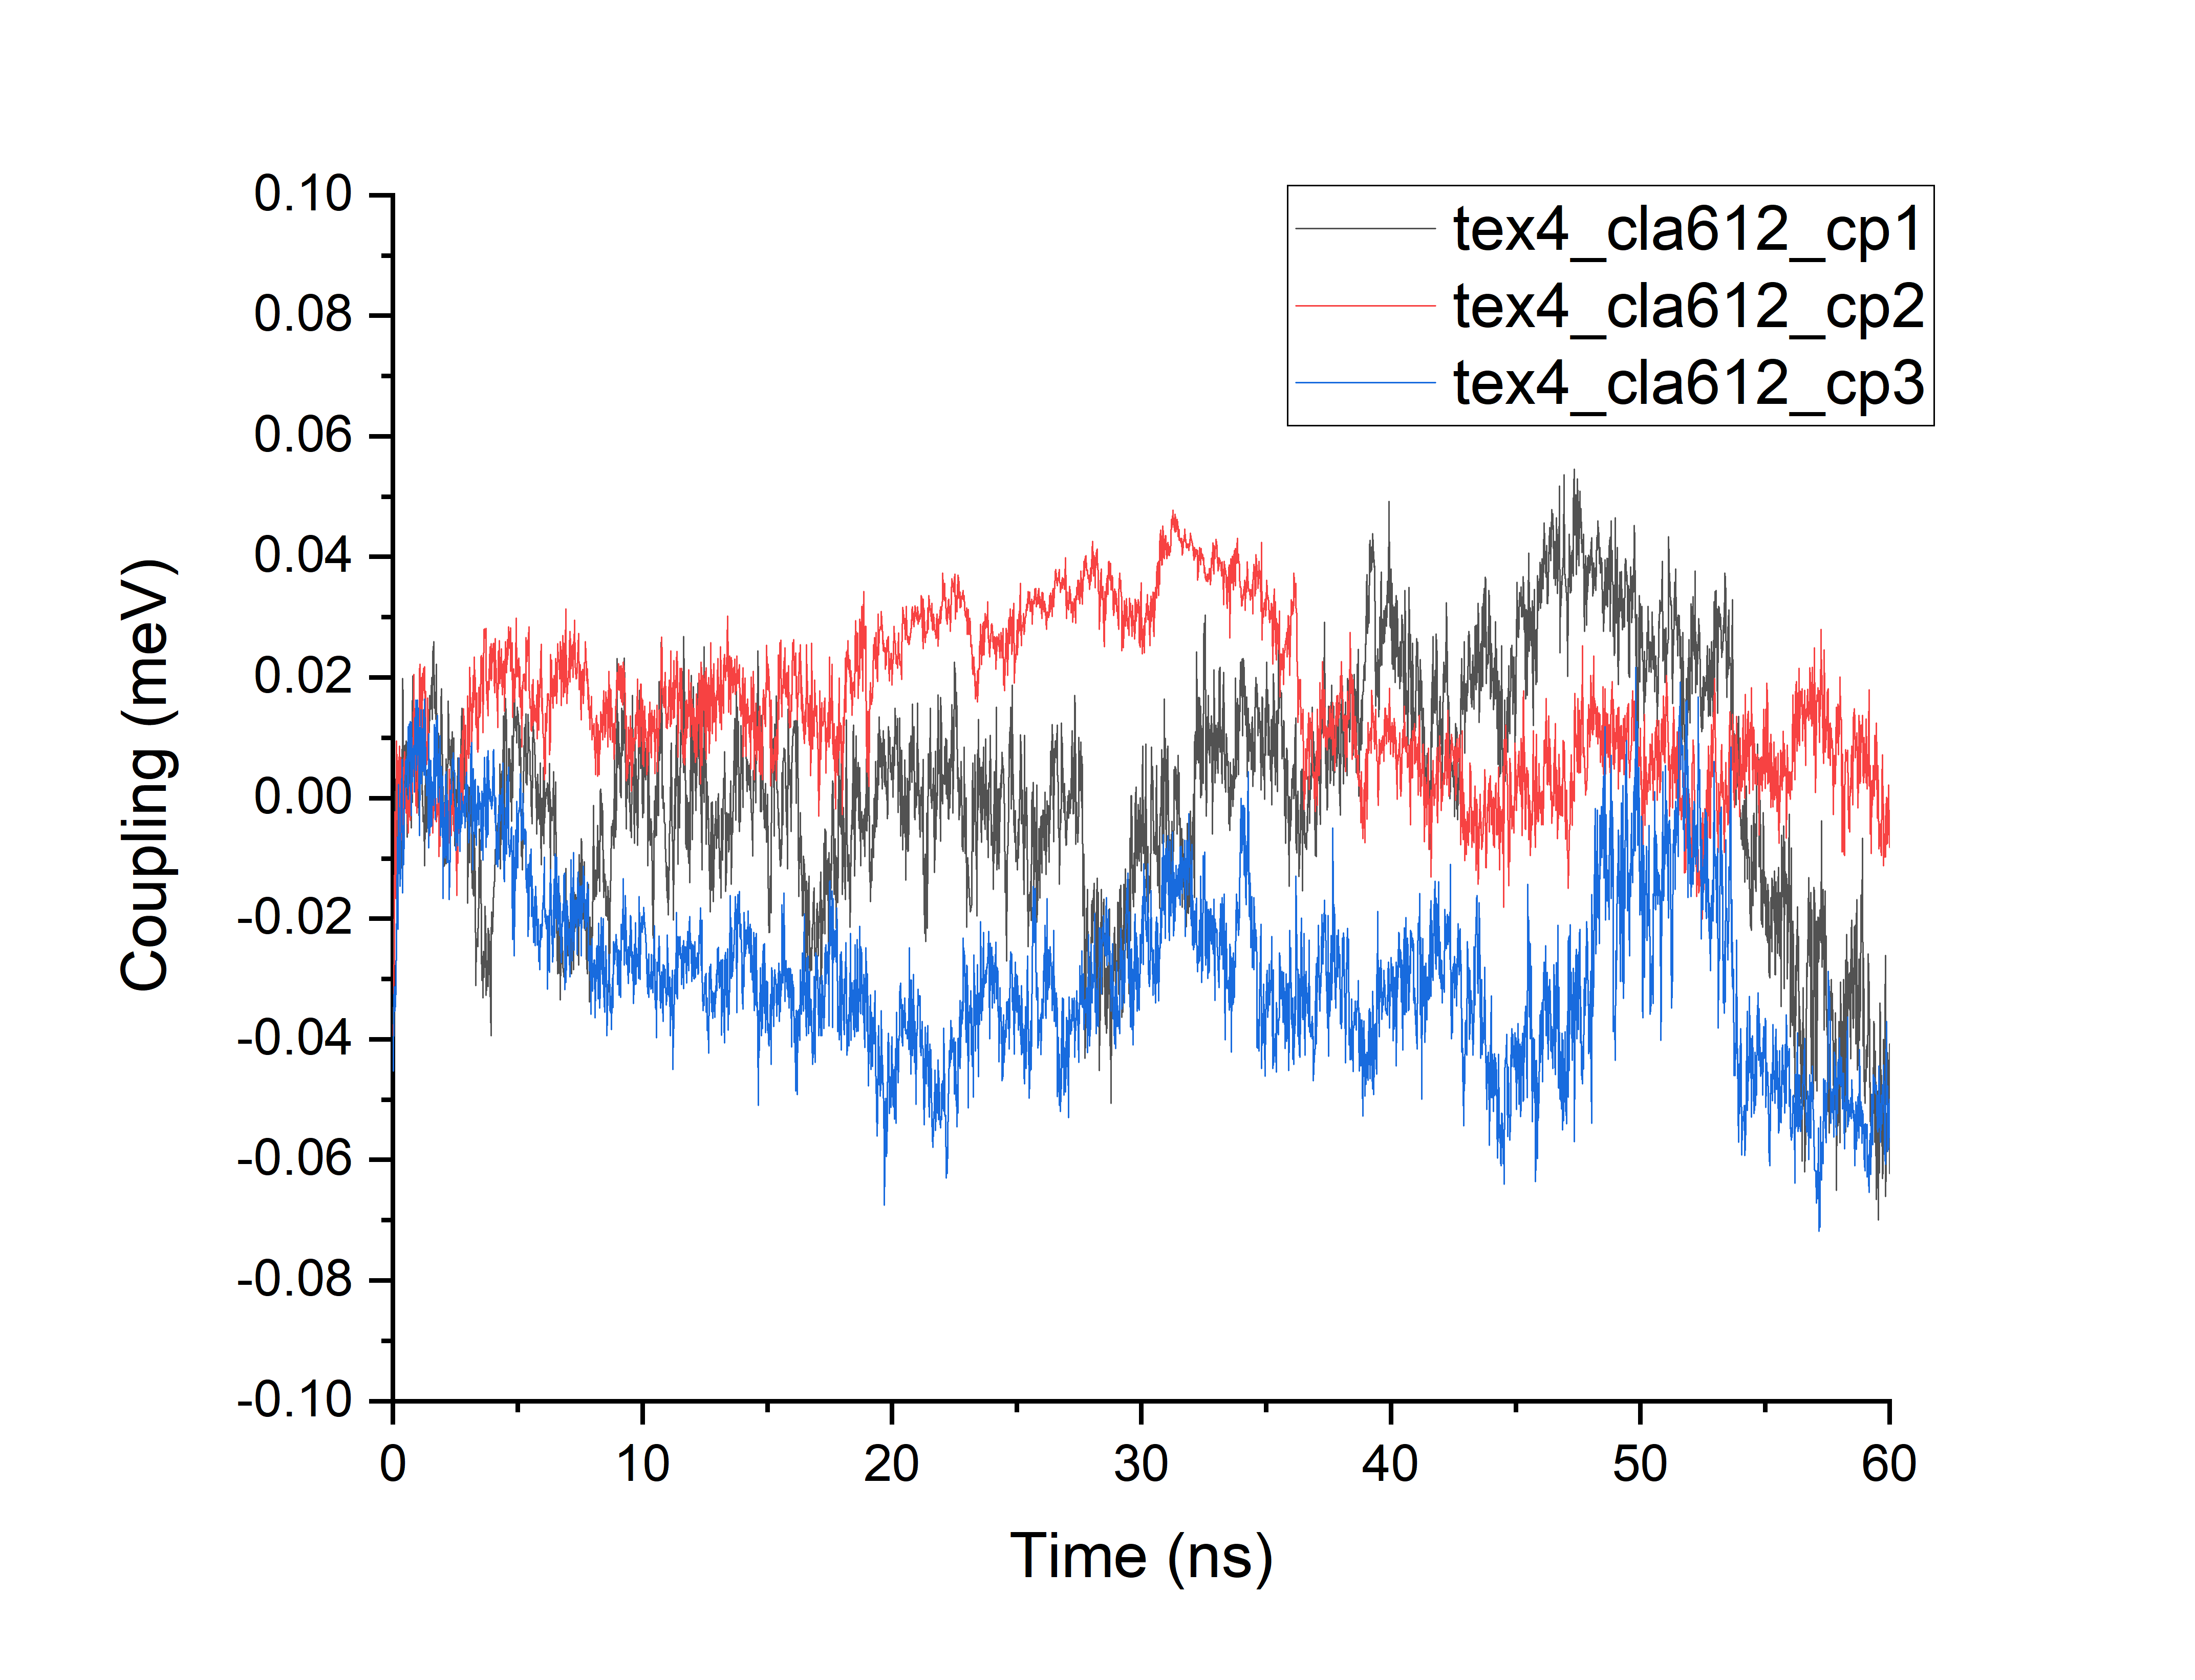 tex4_cla612_cp1
tex4_cla612_cp2
tex4_cla612_cp3
Coupling (meV)
0.10
0.08
0.06
0.04
0.02
0.00
-0.02
-0.04
-0.06
-0.08
-0.10
0 10 20 30 40 50 60
Time (ns)